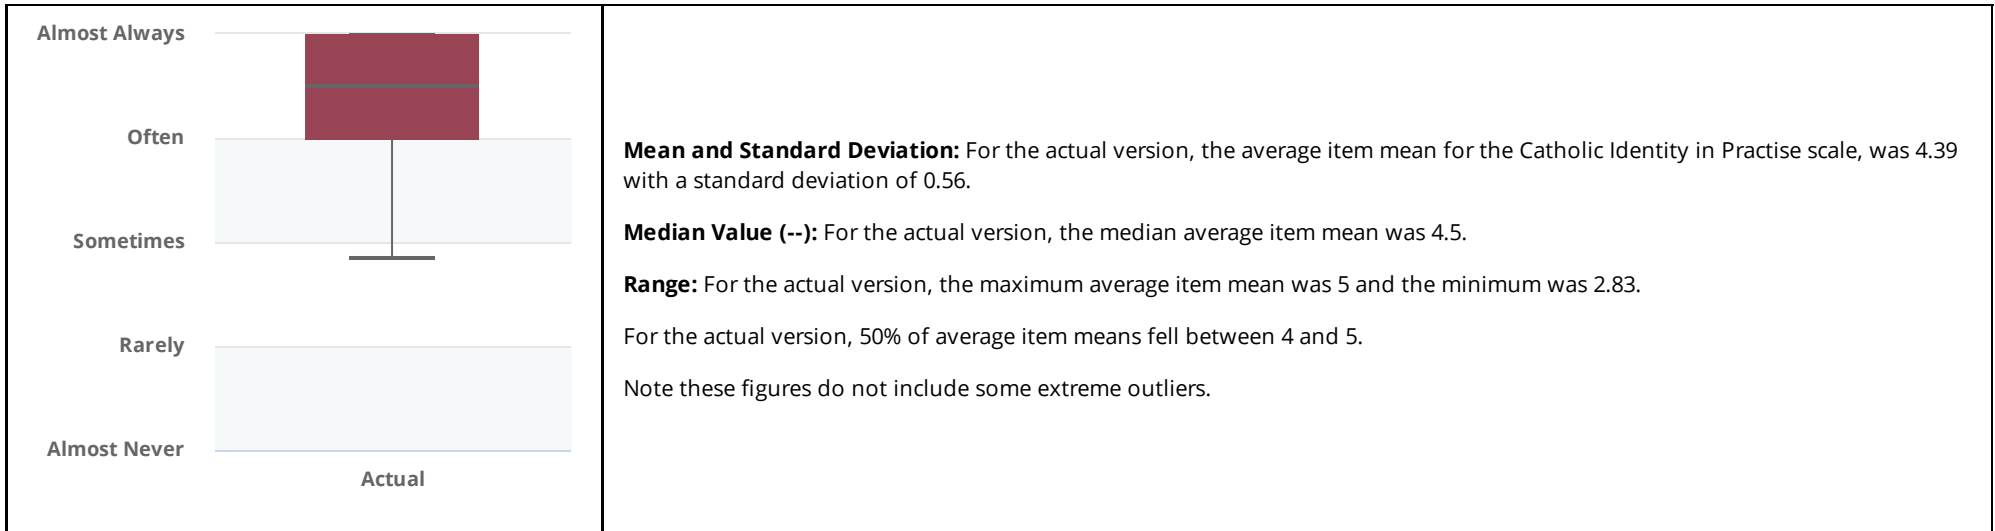 Almost Always
Often
Sometimes
Rarely
Almost Never
Actual
Mean and Standard Deviation: For the actual version, the average item mean for the Catholic Identity in Practise scale, was 4.39
with a standard deviation of 0.56.
Median Value (--): For the actual version, the median average item mean was 4.5.
Range: For the actual version, the maximum average item mean was 5 and the minimum was 2.83.
For the actual version, 50% of average item means fell between 4 and 5.
Note these figures do not include some extreme outliers.